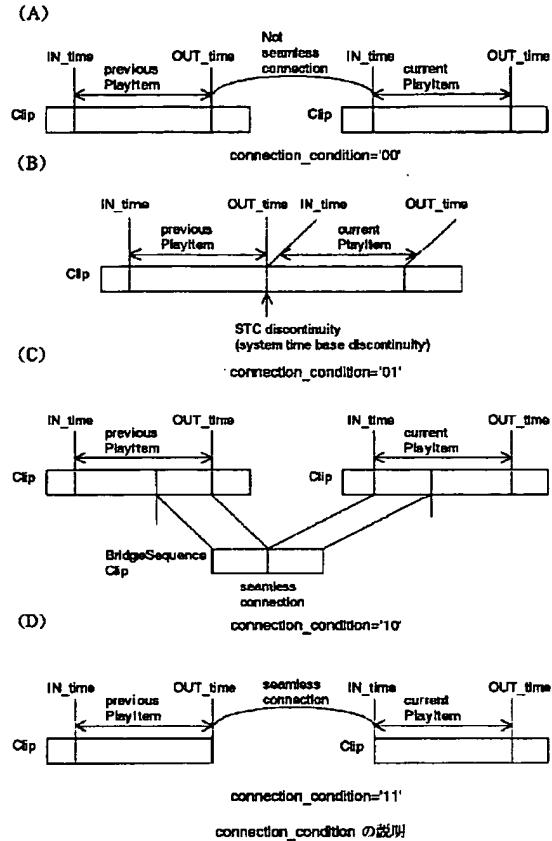 (A)
Not
seamless
connection
IN_time
OUT_time
IN_time
OUT_time
previous
PlayItem
current
PlayItem
Clip
Clip
connection_condition='00'
(B)
IN_time
OUT_time
IN_time
OUT_time
previous
PlayItem
current
PlayItem
Clip
STC discontinuity
(system time base discontinuity)
connection_condition='01'
(C)
IN_time
OUT_time
IN_time
OUT_time
previous
PlayItem
current
PlayItem
Clip
Clip
BridgeSequence
Clip
seamless
connection
connection_condition='10'
(D)
IN_time
OUT_time
seamless
connection
IN_time
OUT_time
previous
PlayItem
current
PlayItem
Clip
Clip
connection_condition='11'
connection_condition の説明